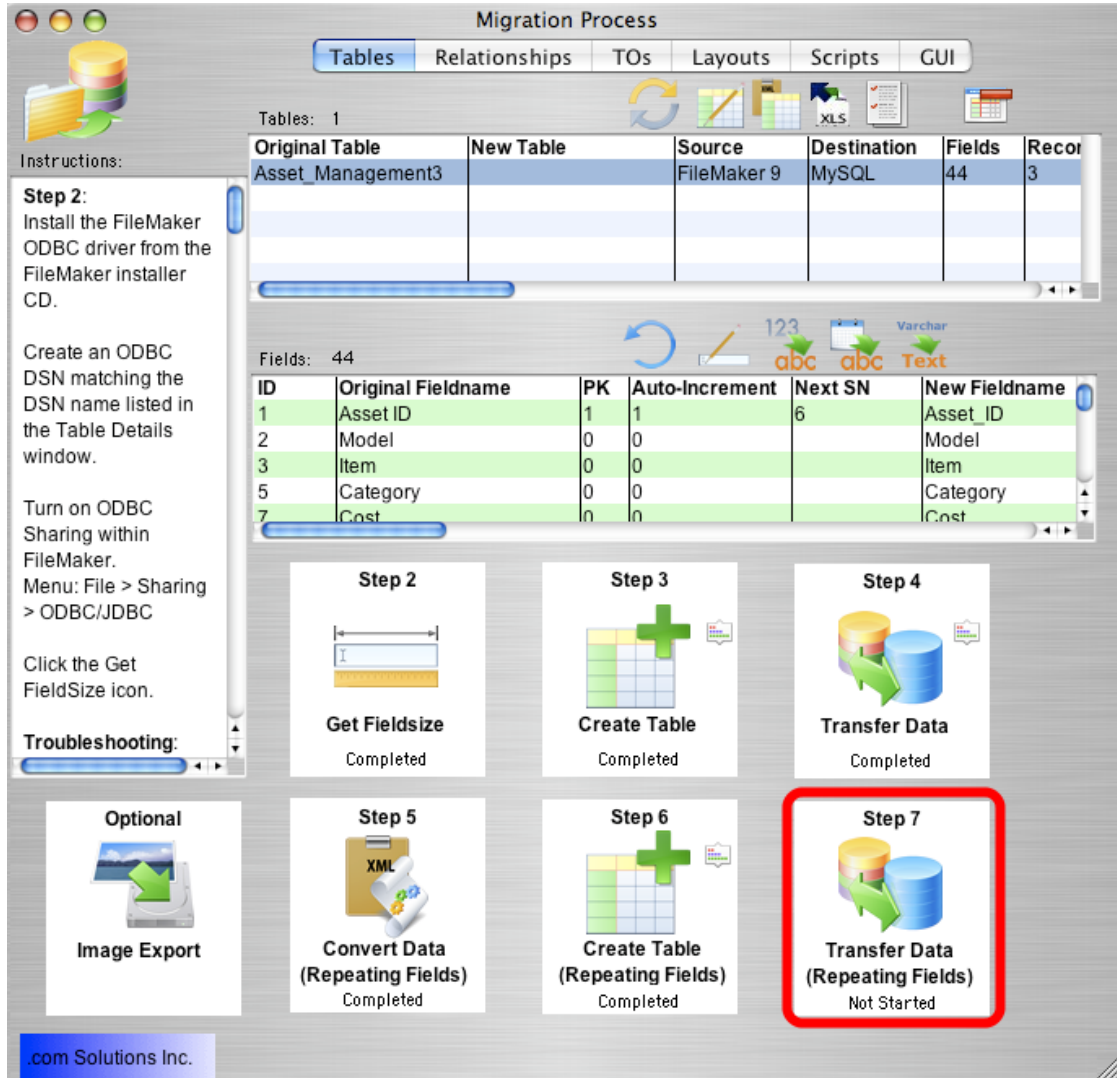 Migration Process
Tables Relationships TOs Layouts Scripts GUI
Tables: 1
XML
XLS
Instructions:
Original Table New Table Source Destination Fields Recor
Asset_Management3 FileMaker 9 MySQL 44 3
Step 2:
Install the FileMaker
ODBC driver from the
FileMaker installer
CD.
Create an ODBC
DSN matching the
DSN name listed in
the Table Details
window.
Turn on ODBC
Sharing within
FileMaker.
Menu: File > Sharing
> ODBC/JDBC
Click the Get
FieldSize icon.
Troubleshooting:
Fields: 44
123
abc
abc
Varchar
Text
ID Original Fieldname PK Auto-Increment Next SN New Fieldname
1 Asset ID 1 1 6 Asset_ID
2 Model 0 0 Model
3 Item 0 0 Item
5 Category 0 0 Category
7 Cost 0 0 Cost
Step 2
Get Fieldsize
Completed
Step 3
Create Table
Completed
Step 4
Transfer Data
Completed
Optional
Image Export
Step 5
XML
Convert Data
(Repeating Fields)
Completed
Step 6
Create Table
(Repeating Fields)
Completed
Step 7
Transfer Data
(Repeating Fields)
Not Started
.com Solutions Inc.